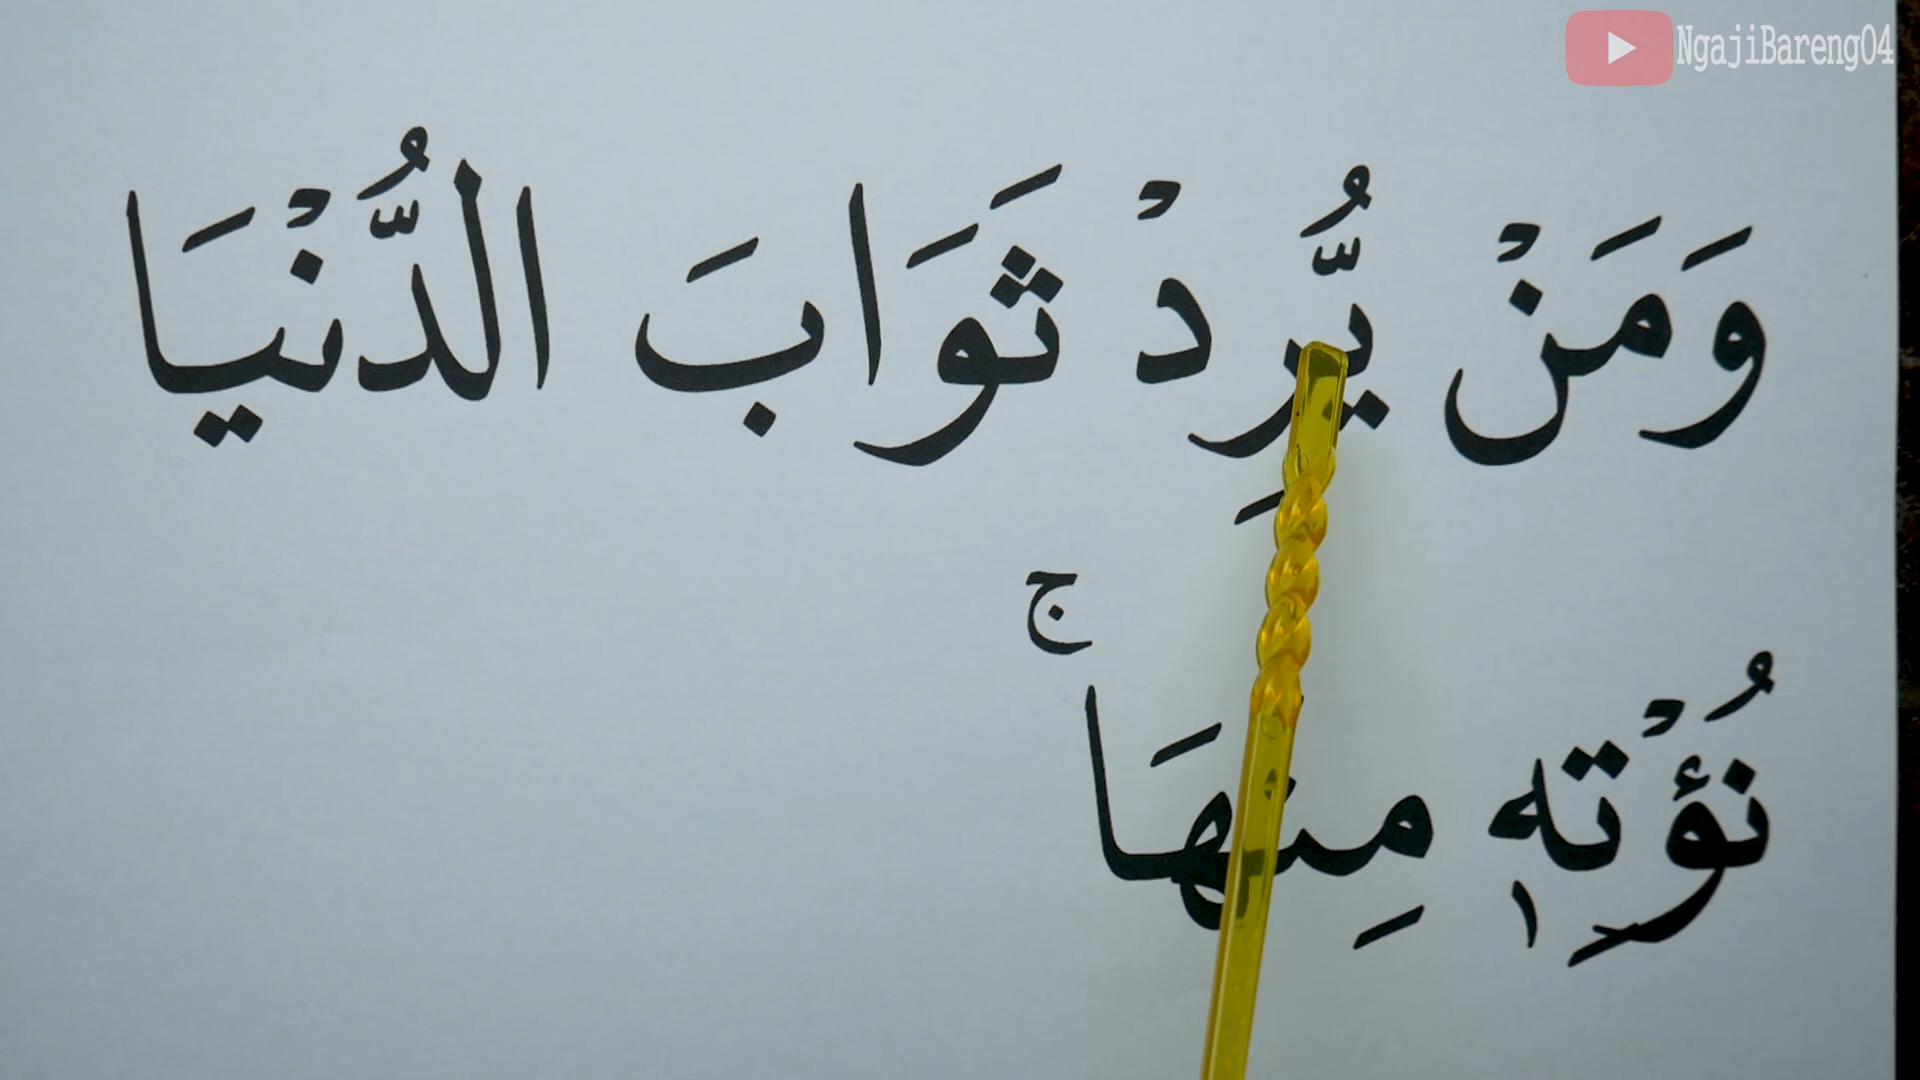 NgajiBareng04
وَمَنْ يُّرِدْ ثَوَابَ الدُّنْيَا
نُؤْتِهٖ مِنْهَا ۚ